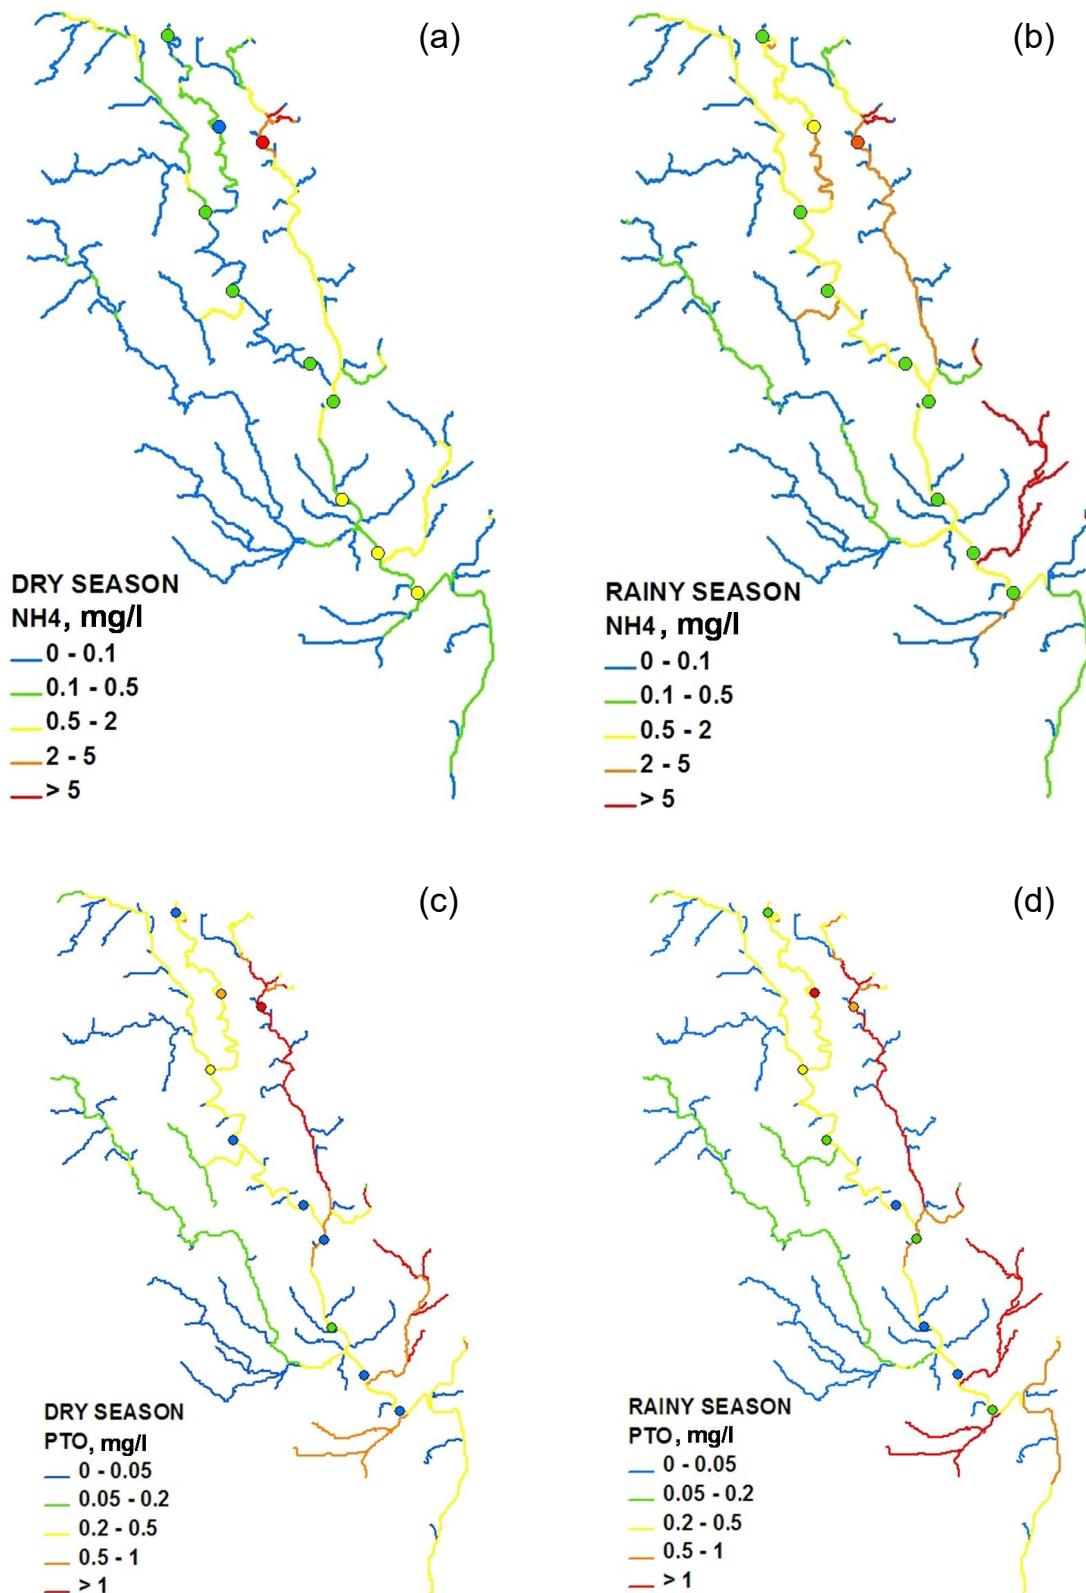 (a)
(b)
DRY SEASON
NH4, mg/l
0 - 0.1
0.1 - 0.5
0.5 - 2
2 - 5
> 5
RAINY SEASON
NH4, mg/l
0 - 0.1
0.1 - 0.5
0.5 - 2
2 - 5
> 5
(c)
(d)
DRY SEASON
PTO, mg/l
0 - 0.05
0.05 - 0.2
0.2 - 0.5
0.5 - 1
> 1
RAINY SEASON
PTO, mg/l
0 - 0.05
0.05 - 0.2
0.2 - 0.5
0.5 - 1
> 1